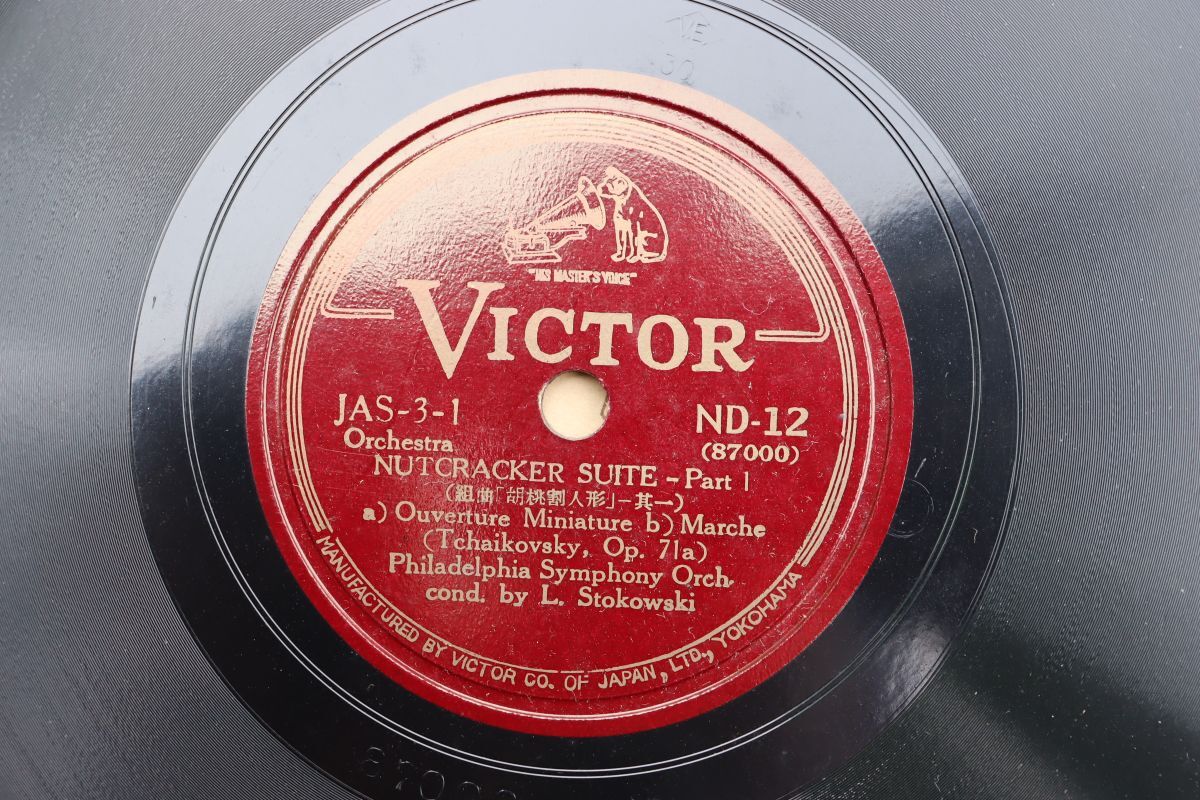 VE
30
"HIS MASTER'S VOICE"
VICTOR
JAS-3-1
ND-12
Orchestra
(87000)
NUTCRACKER SUITE - Part 1
(組曲「胡桃割人形」－其一)
a) Ouverture Miniature b) Marche
(Tchaikovsky, Op. 71a)
Philadelphia Symphony Orch.
cond. by L. Stokowski
MANUFACTURED BY VICTOR CO. OF JAPAN, LTD., YOKOHAMA